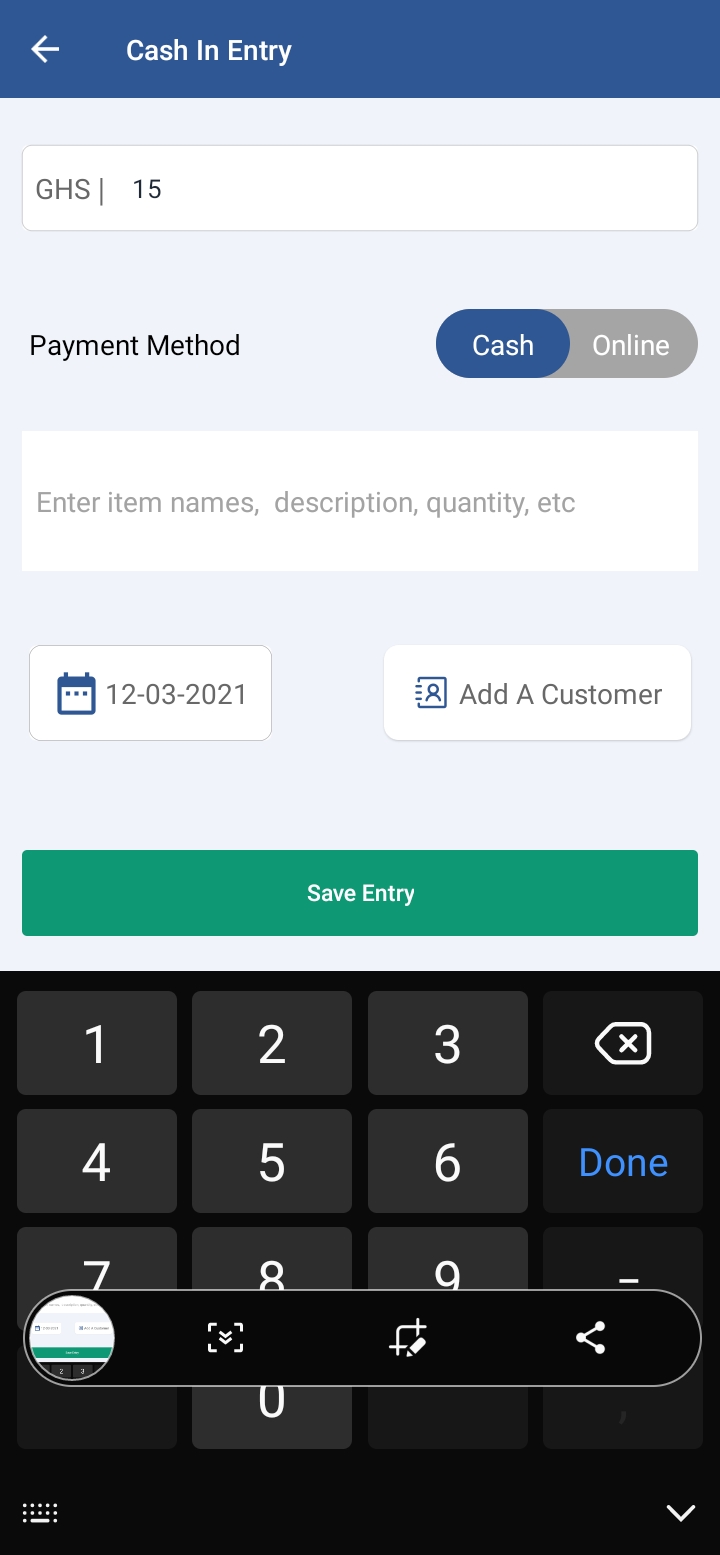 Cash In Entry
GHS | 15
Payment Method
Cash Online
Enter item names,  description, quantity, etc
12-03-2021
Add A Customer
Save Entry
1 2 3
4 5 6 Done
7 8 9 -
0 ,